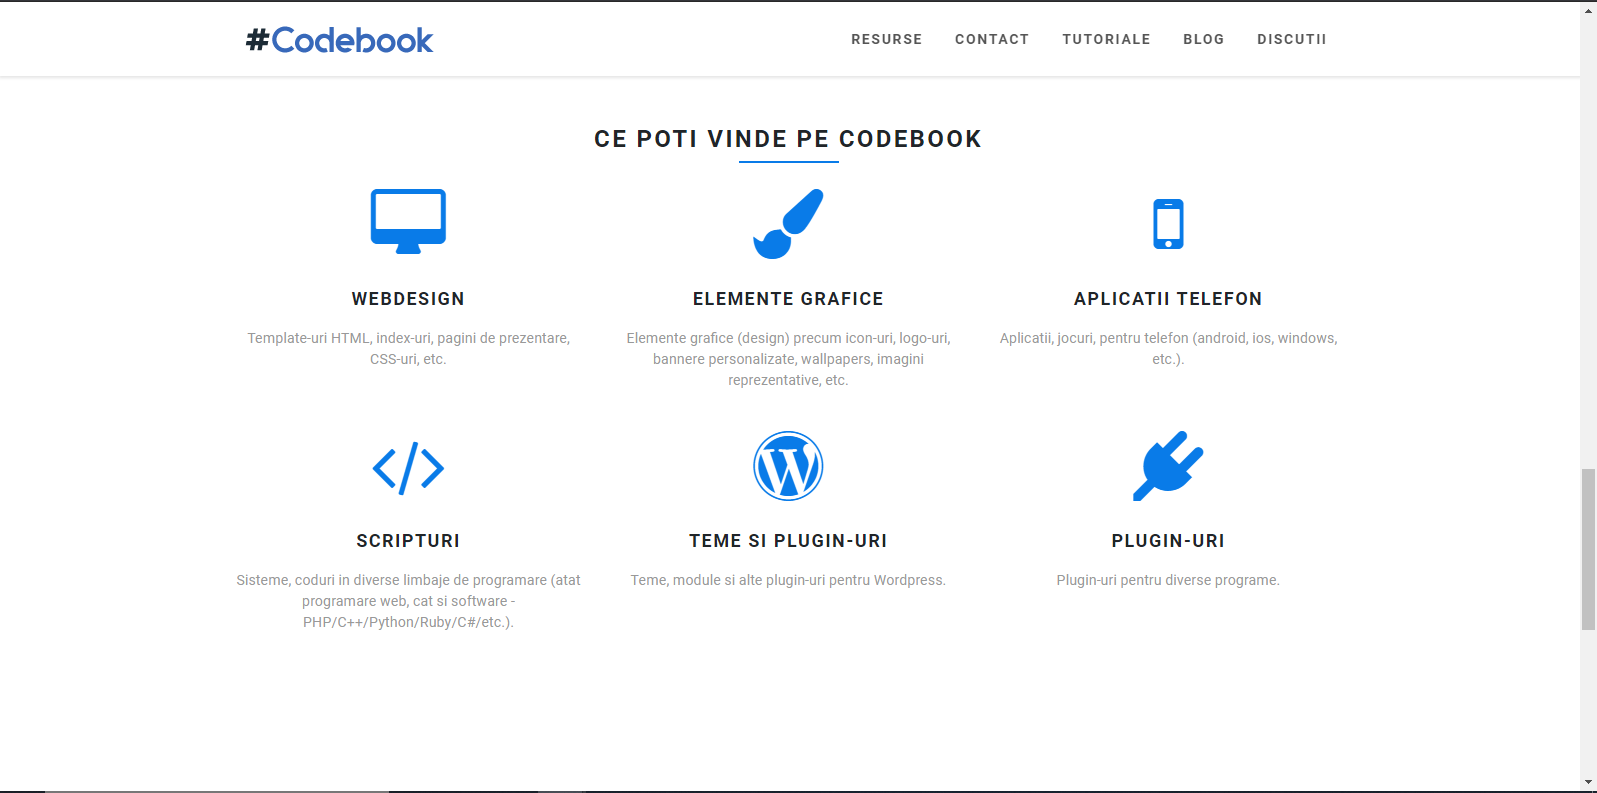 #Codebook
RESURSE CONTACT TUTORIALE BLOG DISCUTII
CE POTI VINDE PE CODEBOOK
WEBDESIGN
Template-uri HTML, index-uri, pagini de prezentare,
CSS-uri, etc.
ELEMENTE GRAFICE
Elemente grafice (design) precum icon-uri, logo-uri,
bannere personalizate, wallpapers, imagini
reprezentative, etc.
APLICATII TELEFON
Aplicatii, jocuri, pentru telefon (android, ios, windows,
etc.).
SCRIPTURI
Sisteme, coduri in diverse limbaje de programare (atat
programare web, cat si software -
PHP/C++/Python/Ruby/C#/etc.).
TEME SI PLUGIN-URI
Teme, module si alte plugin-uri pentru Wordpress.
PLUGIN-URI
Plugin-uri pentru diverse programe.